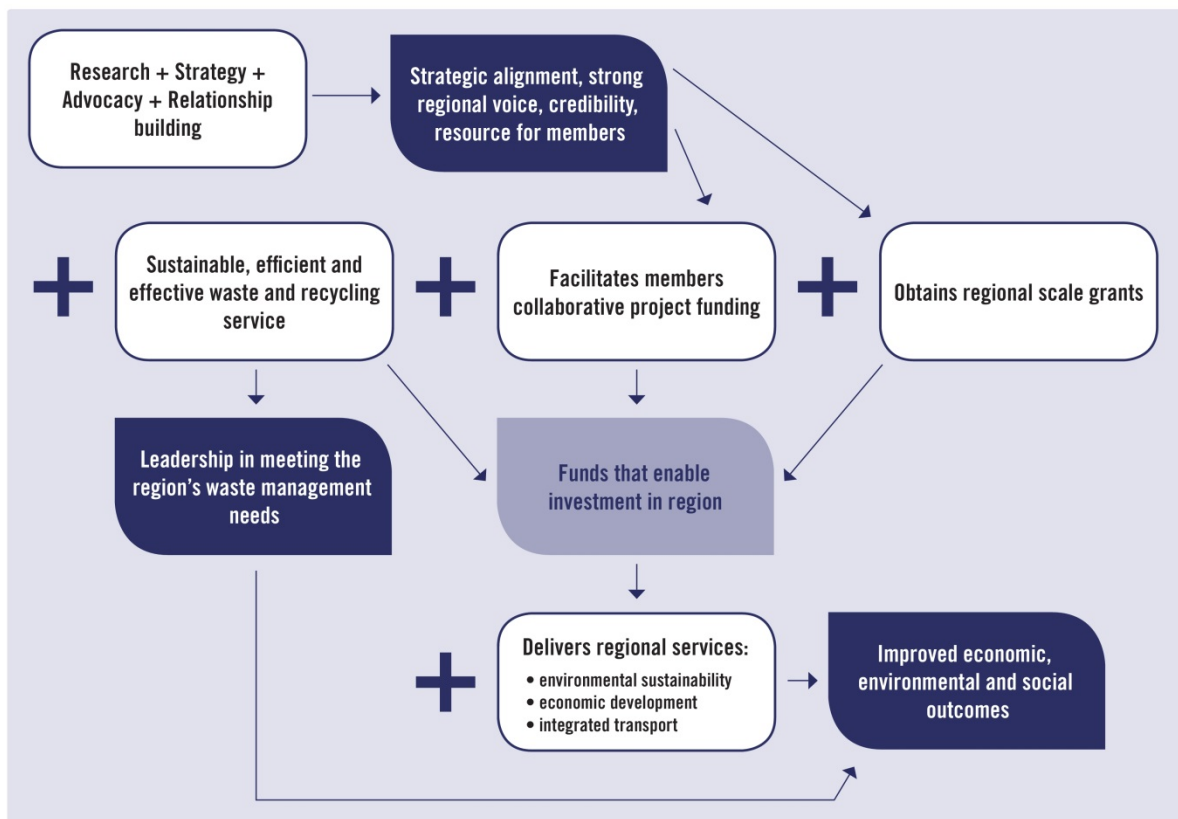 Research + Strategy +
Advocacy + Relationship
building
Strategic alignment, strong
regional voice, credibility,
resource for members
+
Sustainable, efficient and
effective waste and recycling
service
+
Facilitates members
collaborative project funding
+
Obtains regional scale grants
Leadership in meeting the
region’s waste management
needs
Funds that enable
investment in region
+
Delivers regional services:
• environmental sustainability
• economic development
• integrated transport
Improved economic,
environmental and social
outcomes